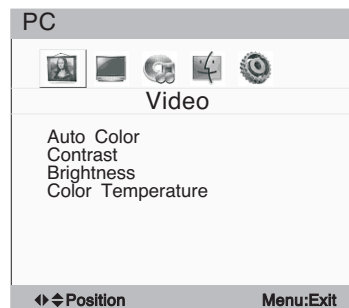 PC
Video
Auto Color
Contrast
Brightness
Color Temperature
Position Menu:Exit